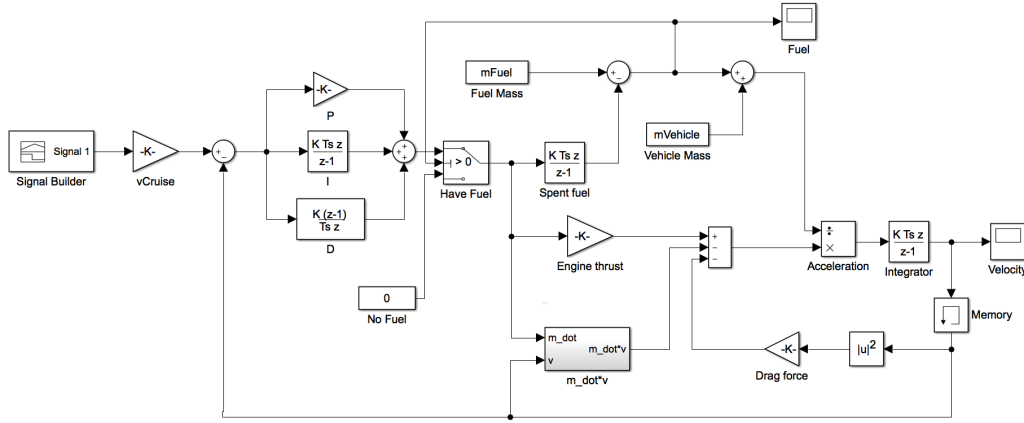 Fuel
mFuel
+
−
+
+
Fuel Mass
-K-
P
mVehicle
Vehicle Mass
Signal 1
-K-
+
−
K Ts z
z-1
+
+
+
> 0
K Ts z
z-1
Signal Builder
vCruise
I
Have Fuel
Spent fuel
K (z-1)
Ts z
D
-K-
Engine thrust
+
−
−
÷
×
Acceleration
K Ts z
z-1
Integrator
Velocity
0
No Fuel
Memory
m_dot
v
m_dot*v
m_dot*v
-K-
Drag force
|u|2